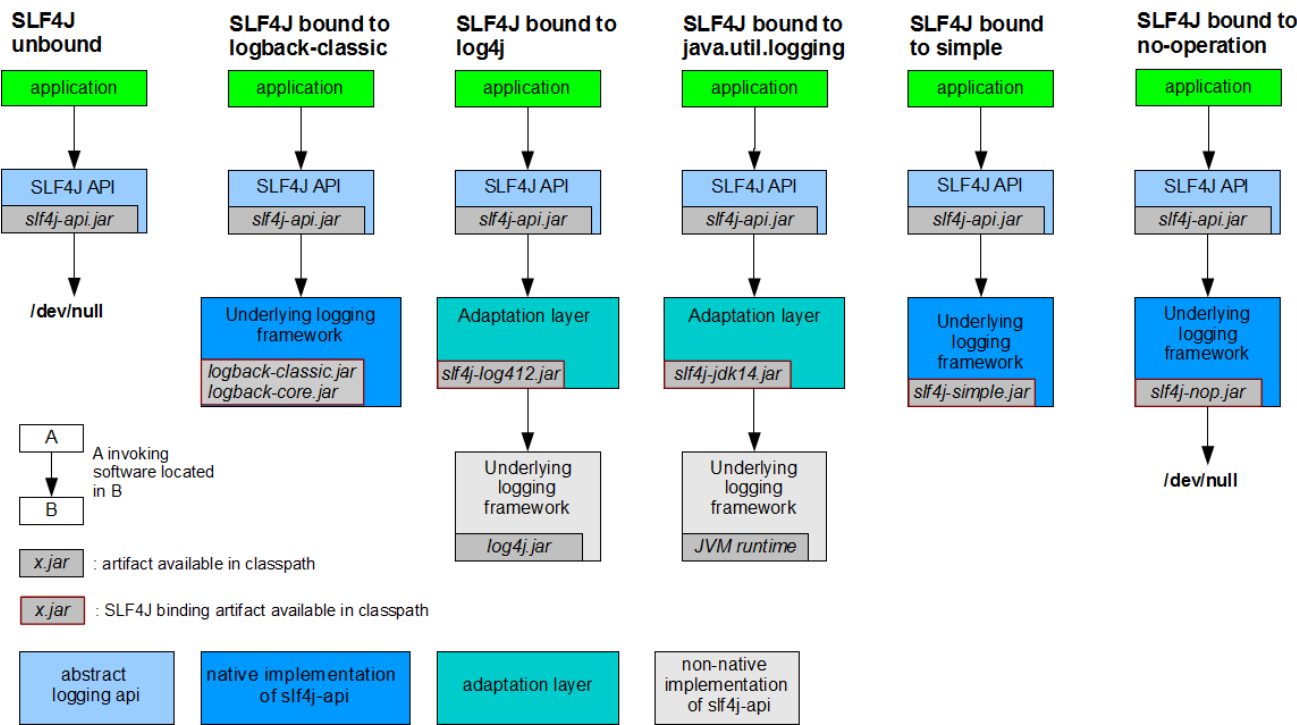 SLF4J
unbound
SLF4J bound to
logback-classic
SLF4J bound to
log4j
SLF4J bound to
java.util.logging
SLF4J bound
to simple
SLF4J bound to
no-operation
application
application
application
application
application
application
SLF4J API
SLF4J API
SLF4J API
SLF4J API
SLF4J API
SLF4J API
slf4j-api.jar
slf4j-api.jar
slf4j-api.jar
slf4j-api.jar
slf4j-api.jar
slf4j-api.jar
/dev/null
Underlying logging
framework
logback-classic.jar
logback-core.jar
Adaptation layer
slf4j-log412.jar
Adaptation layer
slf4j-jdk14.jar
Underlying
logging
framework
slf4j-simple.jar
Underlying
logging
framework
slf4j-nop.jar
Underlying
logging
framework
log4j.jar
Underlying
logging
framework
JVM runtime
/dev/null
A
A invoking
software located
in B
B
x.jar : artifact available in classpath
x.jar : SLF4J binding artifact available in classpath
abstract
logging api
native implementation
of slf4j-api
adaptation layer
non-native
implementation
of slf4j-api